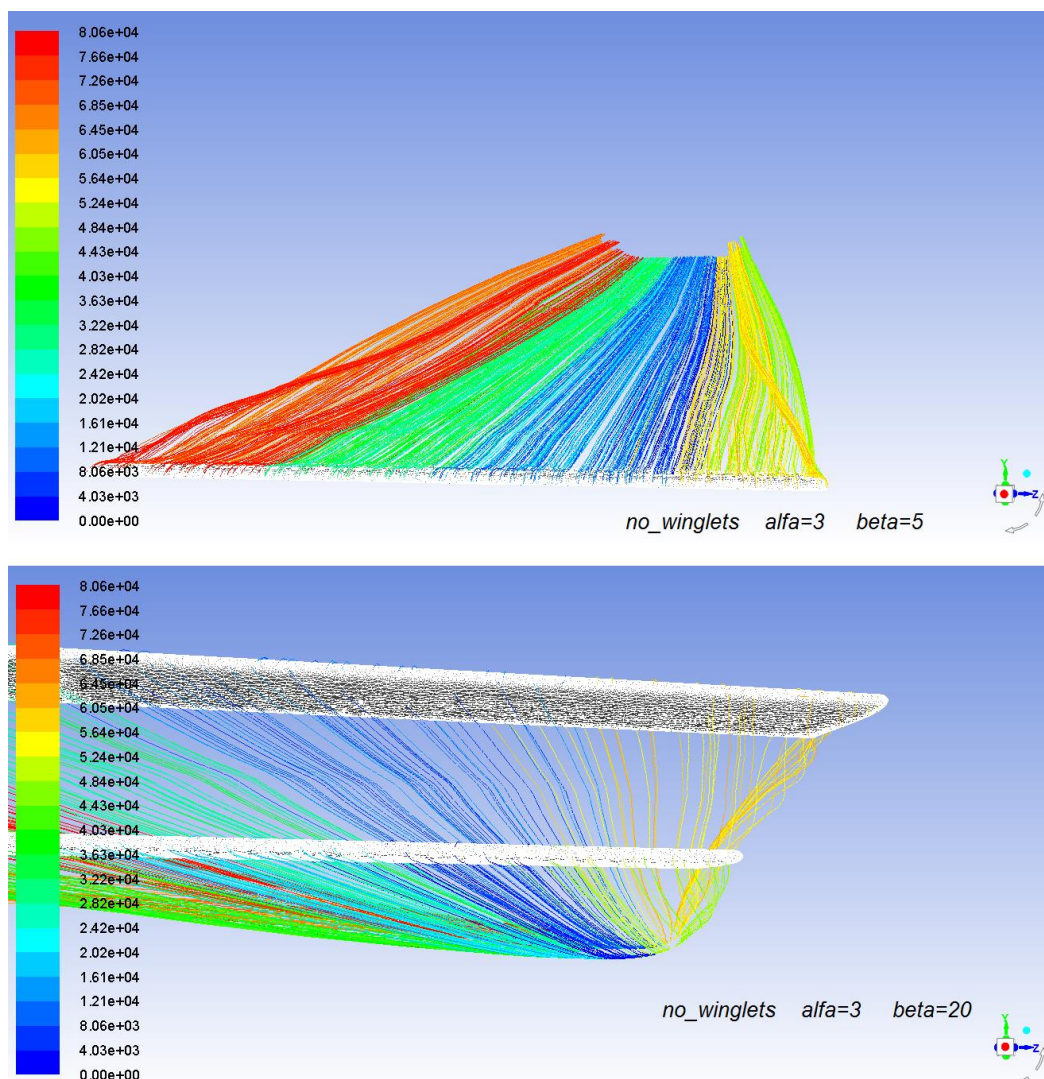 8.06e+04
7.66e+04
7.26e+04
6.85e+04
6.45e+04
6.05e+04
5.64e+04
5.24e+04
4.84e+04
4.43e+04
4.03e+04
3.63e+04
3.22e+04
2.82e+04
2.42e+04
2.02e+04
1.61e+04
1.21e+04
8.06e+03
4.03e+03
0.00e+00
Y
Z
no_winglets alfa=3 beta=5
8.06e+04
7.66e+04
7.26e+04
6.85e+04
6.45e+04
6.05e+04
5.64e+04
5.24e+04
4.84e+04
4.43e+04
4.03e+04
3.63e+04
3.22e+04
2.82e+04
2.42e+04
2.02e+04
1.61e+04
1.21e+04
8.06e+03
4.03e+03
0.00e+00
no_winglets alfa=3 beta=20
Y
Z